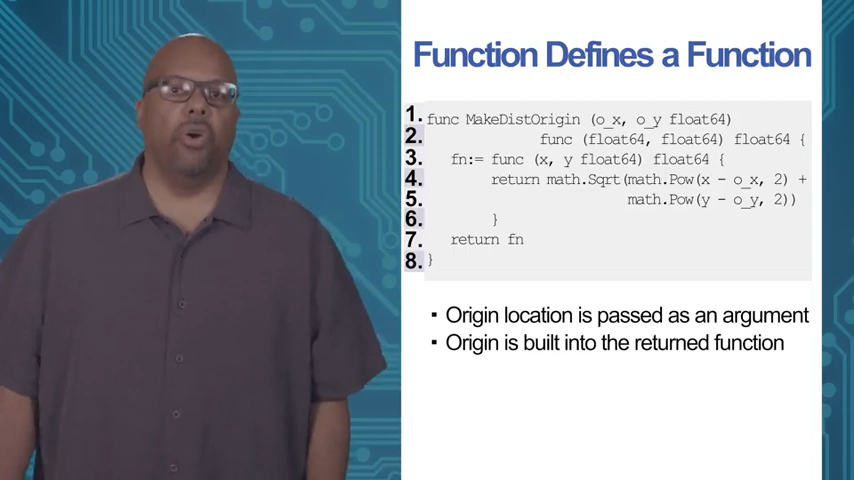 Function Defines a Function
1. func MakeDistOrigin (o_x, o_y float64)
2. func (float64, float64) float64 {
3. fn:= func (x, y float64) float64 {
4. return math.Sqrt(math.Pow(x - o_x, 2) +
5. math.Pow(y - o_y, 2))
6. }
7. return fn
8. }
▪ Origin location is passed as an argument
▪ Origin is built into the returned function